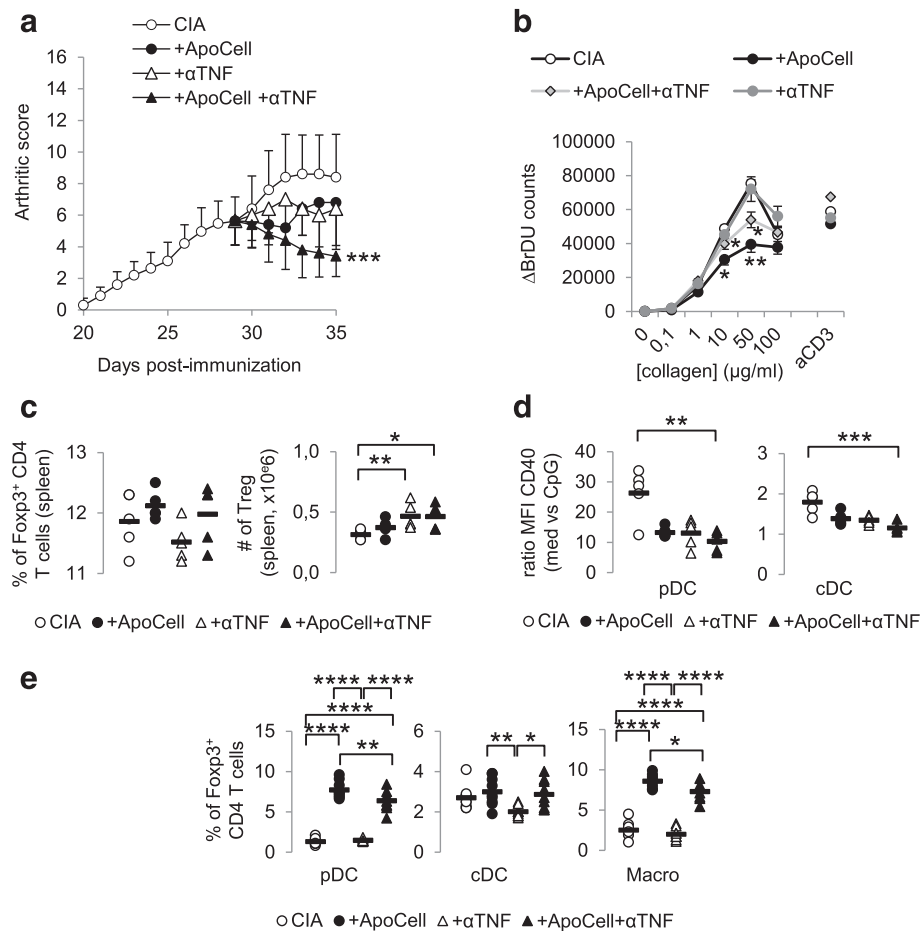 a
CIA
+ApoCell
+αTNF
+ApoCell +αTNF
Arthritic score
16
14
12
10
8
6
4
2
0
***
20
25
30
35
Days post-immunization
b
CIA
+ApoCell
+ApoCell+αTNF
+αTNF
ΔBrDU counts
100000
80000
60000
40000
20000
0
*
*
*
**
0
0,1
1
10
50
100
aCD3
[collagen] (µg/ml)
c
% of Foxp3⁺ CD4
T cells (spleen)
13
12
11
# of Treg
(spleen, x10ᵉ6)
1,0
0,5
0,0
*
**
CIA +ApoCell +αTNF +ApoCell+αTNF
d
ratio MFI CD40
(med vs CpG)
40
30
20
10
0
**
pDC
3
2
1
0
***
cDC
CIA +ApoCell +αTNF +ApoCell+αTNF
e
% of Foxp3⁺
CD4 T cells
**** ****
****
****
**
15
10
5
0
pDC
** *
6
4
2
0
cDC
**** ****
****
****
*
15
10
5
0
Macro
CIA +ApoCell +αTNF +ApoCell+αTNF